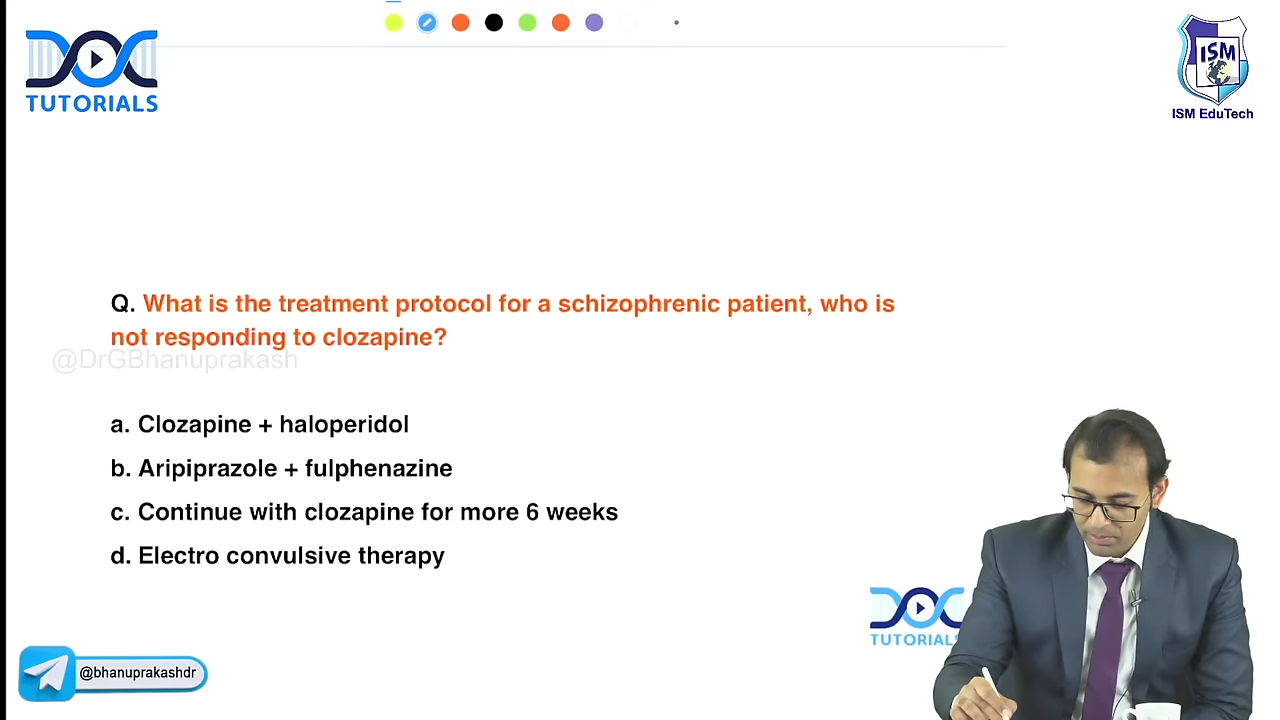 DOC
TUTORIALS
ISM
ISM EduTech
Q. What is the treatment protocol for a schizophrenic patient, who is
not responding to clozapine?
@DrGBhanuprakash
a. Clozapine + haloperidol
b. Aripiprazole + fulphenazine
c. Continue with clozapine for more 6 weeks
d. Electro convulsive therapy
DOC
TUTORIALS
@bhanuprakashdr